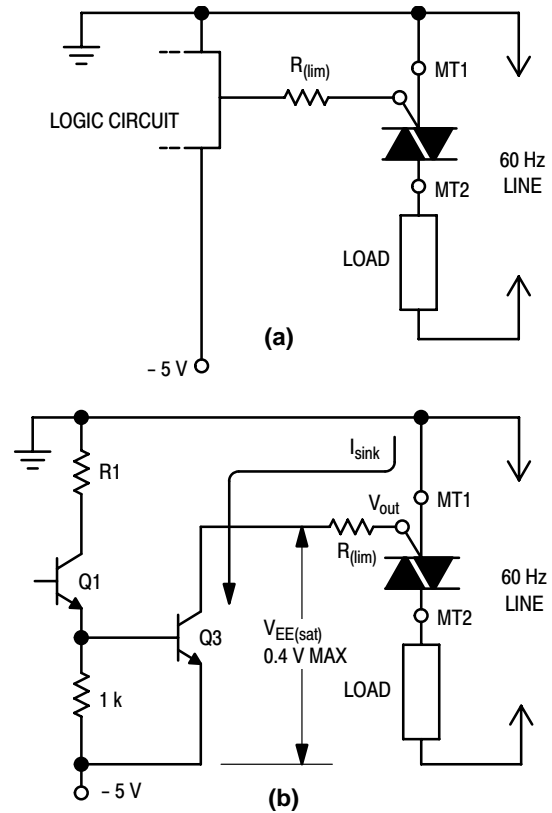 R(lim)
MT1
LOGIC CIRCUIT
60 Hz
LINE
MT2
LOAD
(a)
– 5 V
Isink
R1
Vout
MT1
R(lim)
Q1
60 Hz
LINE
Q3
VEE(sat)
0.4 V MAX
MT2
1 k
LOAD
– 5 V
(b)